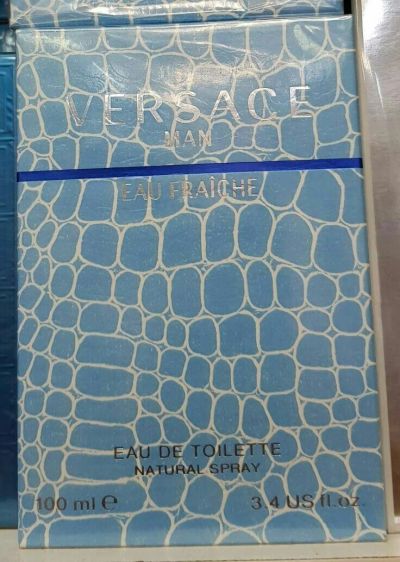 VERSACE
MAN
EAU FRAÎCHE
EAU DE TOILETTE
NATURAL SPRAY
100 ml ℮ 3.4 US fl.oz.